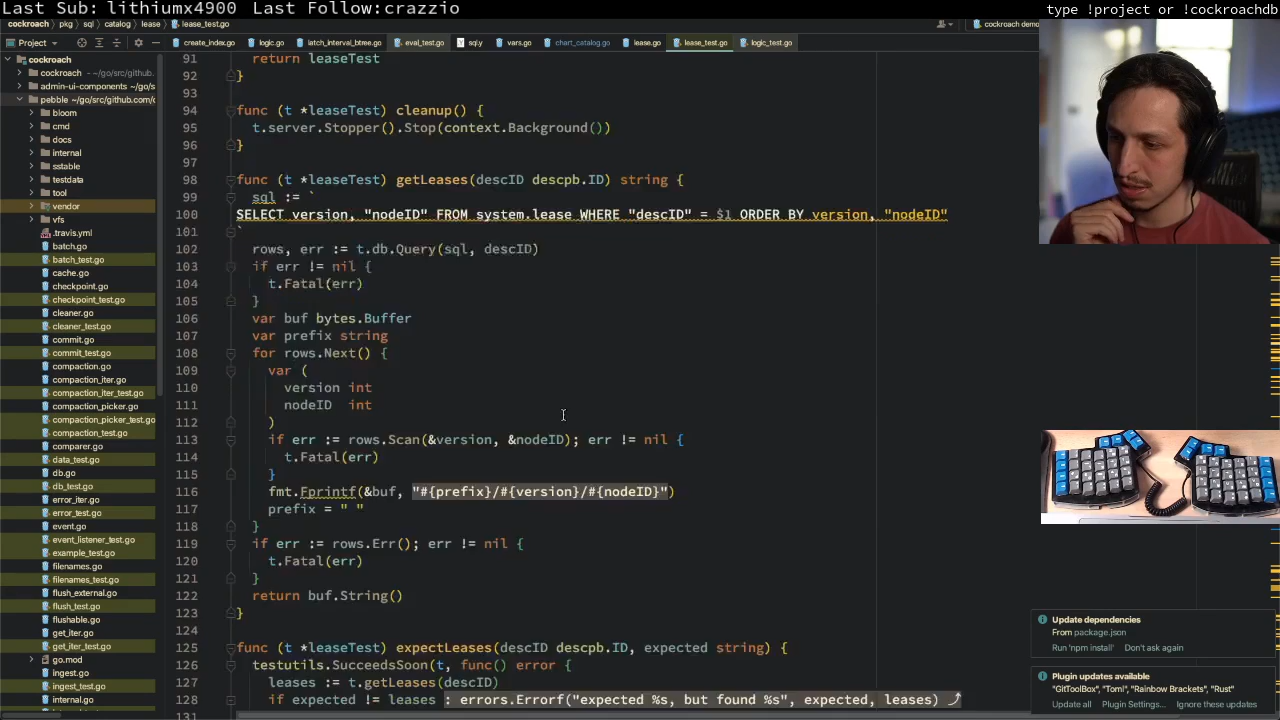 Last Sub: lithiumx4900 Last Follow:crazzio
type !project or !cockroachdb
cockroach pkg sql catalog lease lease_test.go
cockroach demo
Project
create_index.go logic.go latch_interval_btree.go eval_test.go sql.y vars.go chart_catalog.go lease.go lease_test.go logic_test.go
cockroach
cockroach ~/go/src/github.
admin-ui-components ~/go/s
pebble ~/go/src/github.com/c
bloom
cmd
docs
internal
sstable
testdata
tool
vendor
vfs
.travis.yml
batch.go
batch_test.go
cache.go
checkpoint.go
checkpoint_test.go
cleaner.go
cleaner_test.go
commit.go
commit_test.go
compaction.go
compaction_iter.go
compaction_iter_test.go
compaction_picker.go
compaction_picker_test.go
compaction_test.go
comparer.go
data_test.go
db.go
db_test.go
error_iter.go
error_test.go
event.go
event_listener_test.go
example_test.go
filenames.go
filenames_test.go
flush_external.go
flush_test.go
flushable.go
get_iter.go
get_iter_test.go
go.mod
ingest.go
ingest_test.go
internal.go
91 return leaseTest
92 }
93
94 func (t *leaseTest) cleanup() {
95 t.server.Stopper().Stop(context.Background())
96 }
97
98 func (t *leaseTest) getLeases(descID descpb.ID) string {
99 sql := `
100 SELECT version, "nodeID" FROM system.lease WHERE "descID" = $1 ORDER BY version, "nodeID"
101 `
102 rows, err := t.db.Query(sql, descID)
103 if err != nil {
104 t.Fatal(err)
105 }
106 var buf bytes.Buffer
107 var prefix string
108 for rows.Next() {
109 var (
110 version int
111 nodeID int
112 )
113 if err := rows.Scan(&version, &nodeID); err != nil {
114 t.Fatal(err)
115 }
116 fmt.Fprintf(&buf, "#{prefix}/#{version}/#{nodeID}")
117 prefix = " "
118 }
119 if err := rows.Err(); err != nil {
120 t.Fatal(err)
121 }
122 return buf.String()
123 }
124
125 func (t *leaseTest) expectLeases(descID descpb.ID, expected string) {
126 testutils.SucceedsSoon(t, func() error {
127 leases := t.getLeases(descID)
128 if expected != leases : errors.Errorf("expected %s, but found %s", expected, leases)
131
Update dependencies
From package.json
Run 'npm install' Don't ask again
Plugin updates available
"GitToolBox", "Toml", "Rainbow Brackets", "Rust"
Update all Plugin Settings... Ignore these updates